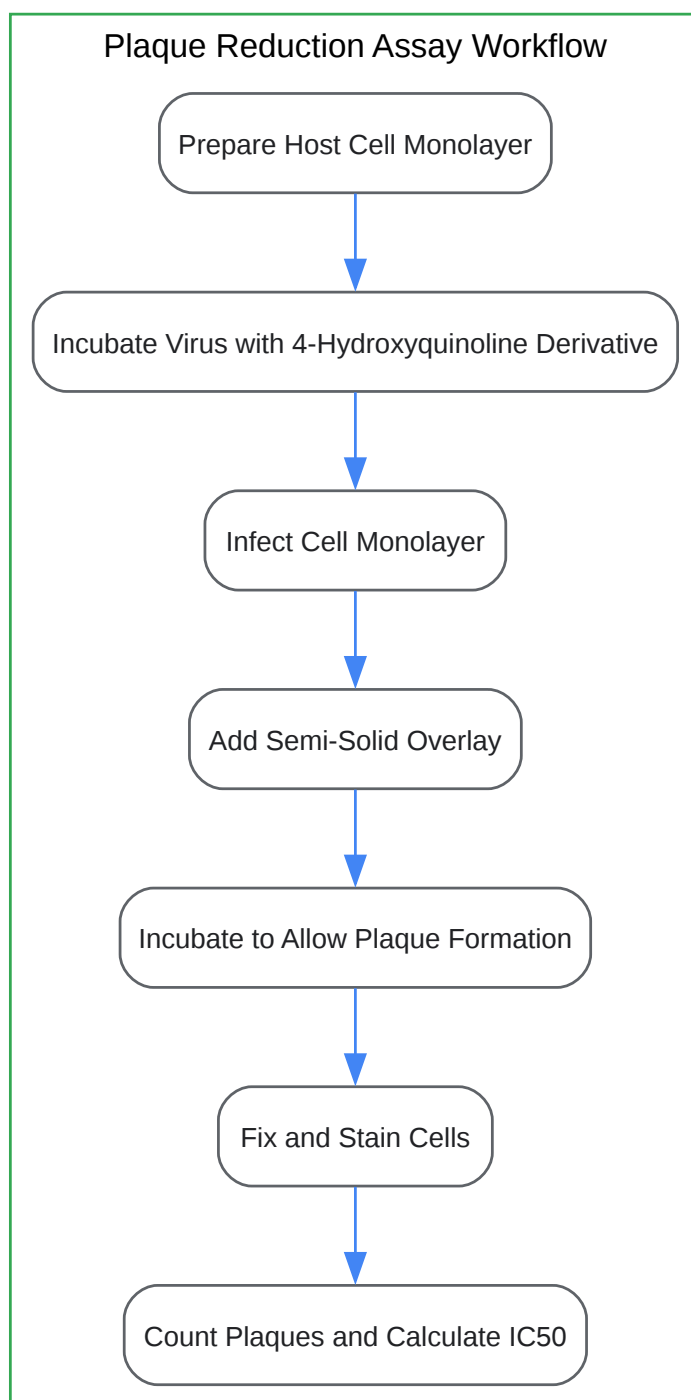 Plaque Reduction Assay Workflow
Prepare Host Cell Monolayer
Incubate Virus with 4-Hydroxyquinoline Derivative
Infect Cell Monolayer
Add Semi-Solid Overlay
Incubate to Allow Plaque Formation
Fix and Stain Cells
Count Plaques and Calculate IC50